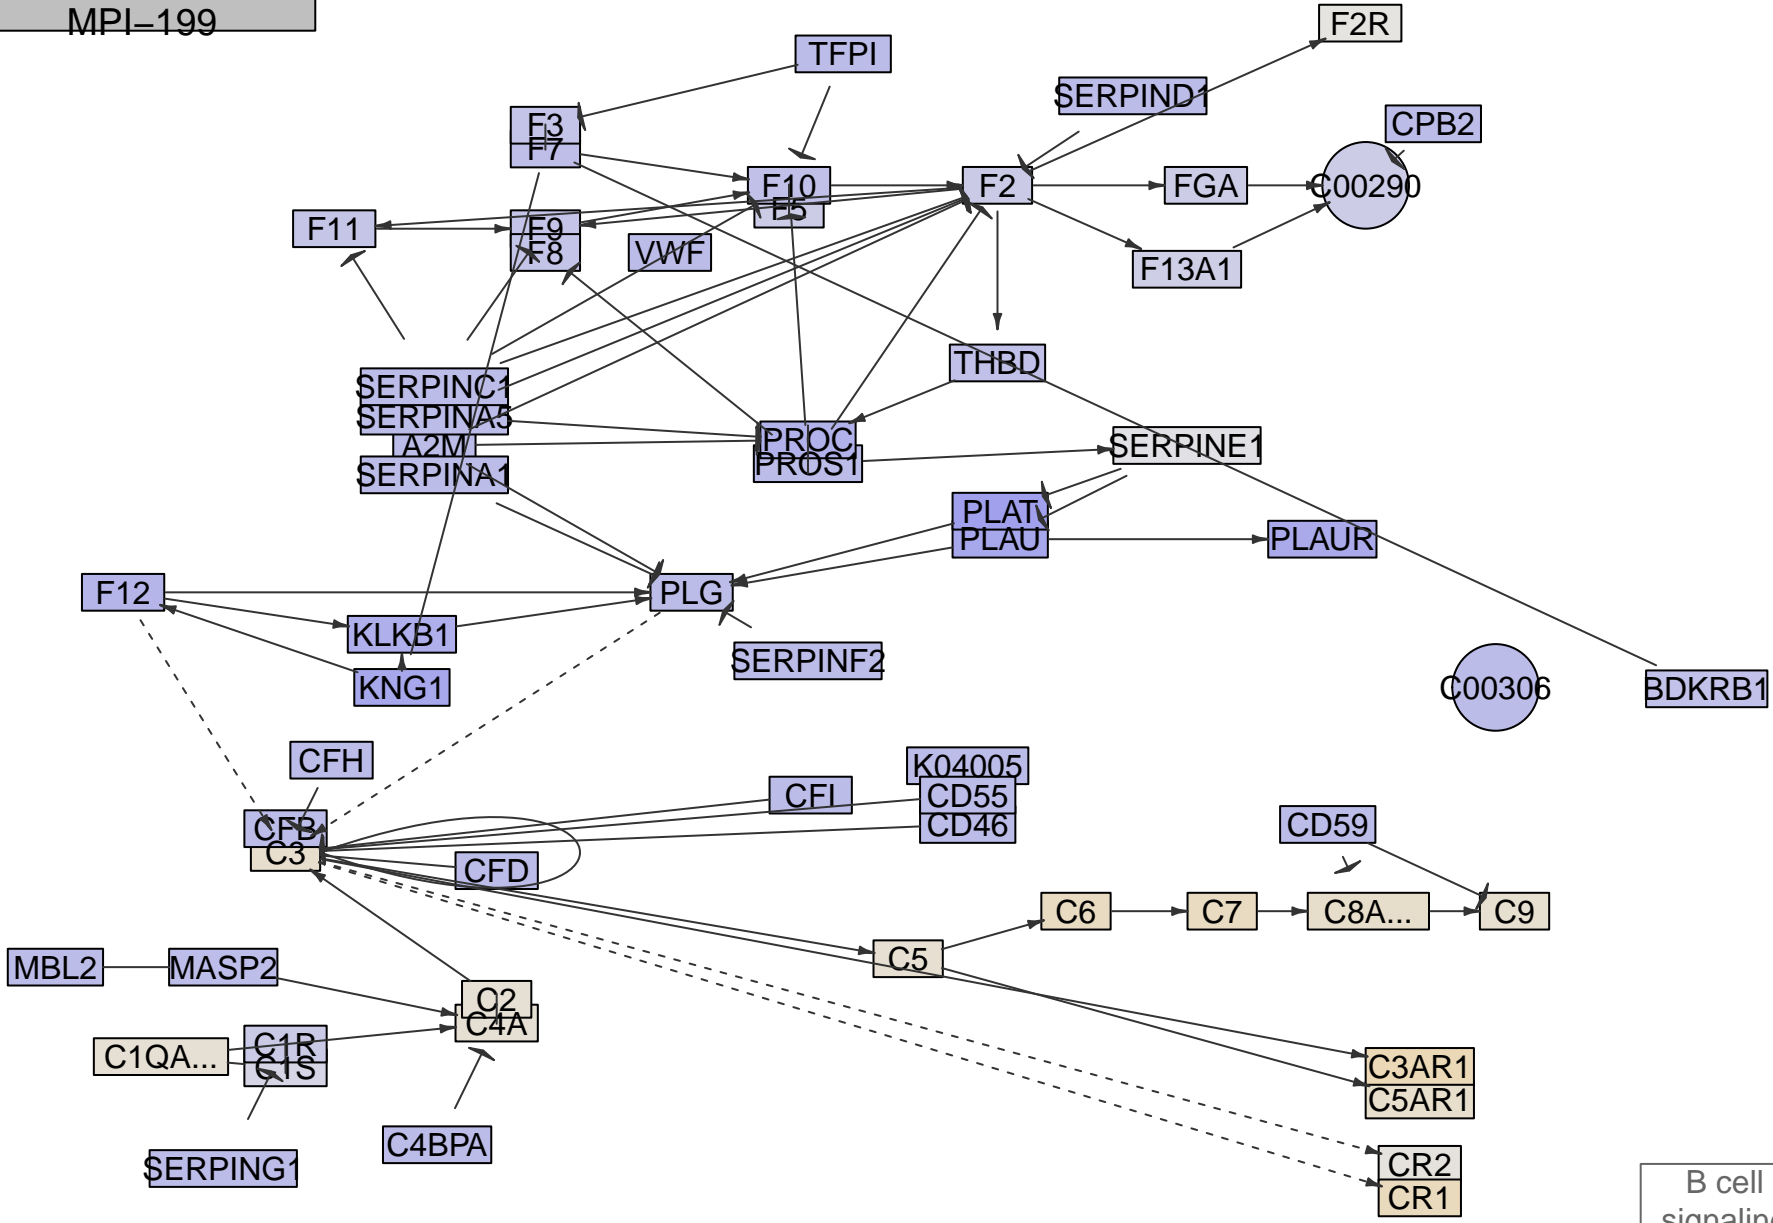 MPI–199
F2R
TFPI
SERPIND1
CPB2
F3
F7
F10
F5
F2
FGA
C00290
F11
F9
F8
VWF
F13A1
THBD
SERPINC1
SERPINA5
A2M
SERPINA1
PROC
PROS1
SERPINE1
PLAT
PLAU
PLAUR
F12
PLG
KLKB1
KNG1
SERPINF2
C00306
BDKRB1
CFH
K04005
CFI
CD55
CD46
CFB
C3
CD59
CFD
C6
C7
C8A...
C9
C5
MBL2
MASP2
C2
C4A
C1QA...
C1R
C1S
C3AR1
C5AR1
C4BPA
SERPING1
CR2
CR1
B cell
signaling